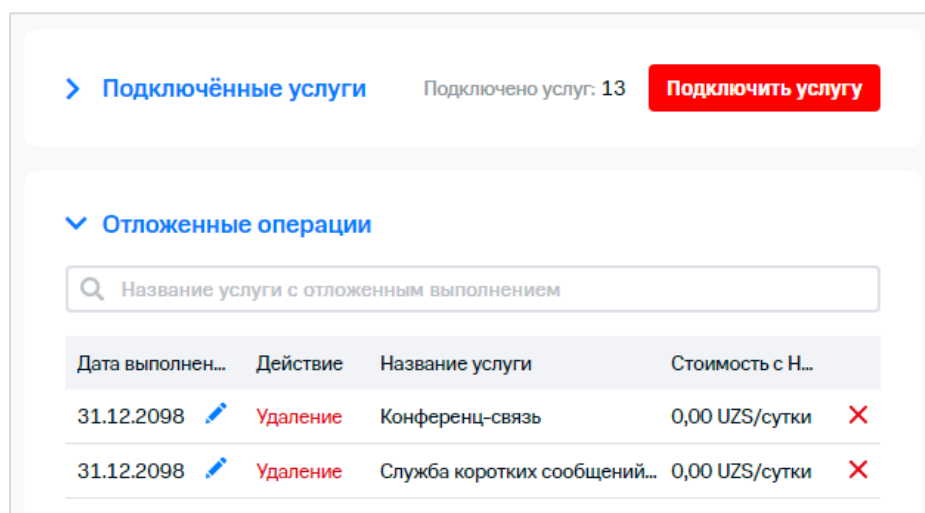 Подключённые услуги Подключено услуг: 13 Подключить услугу
Отложенные операции
Название услуги с отложенным выполнением
Дата выполнен... Действие Название услуги Стоимость с Н...
31.12.2098 Удаление Конференц-связь 0,00 UZS/сутки
31.12.2098 Удаление Служба коротких сообщений... 0,00 UZS/сутки